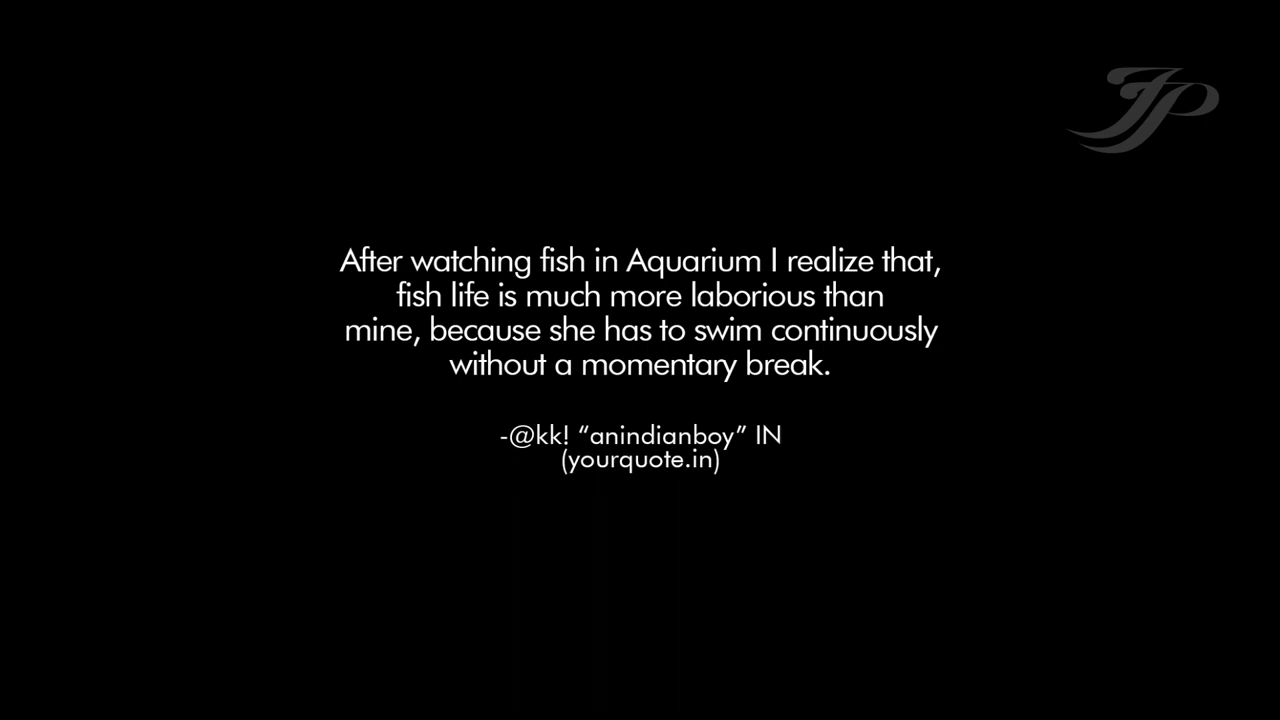 JP
After watching fish in Aquarium I realize that,
fish life is much more laborious than
mine, because she has to swim continuously
without a momentary break.
-@kk! “anindianboy” IN
(yourquote.in)